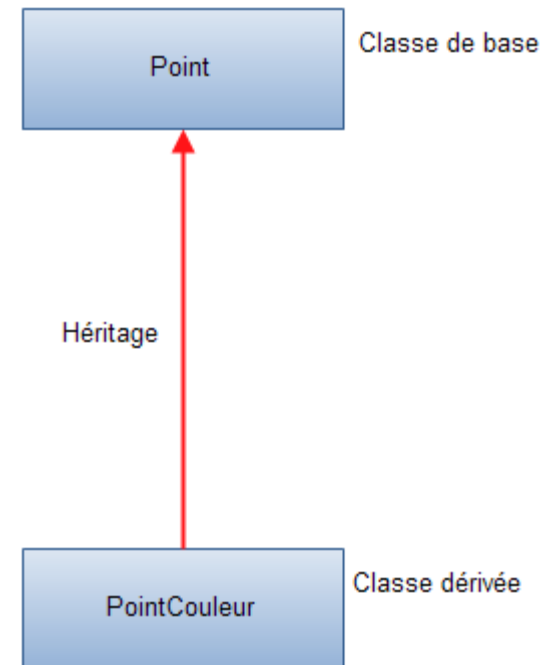 Point
Classe de base
Héritage
PointCouleur
Classe dérivée